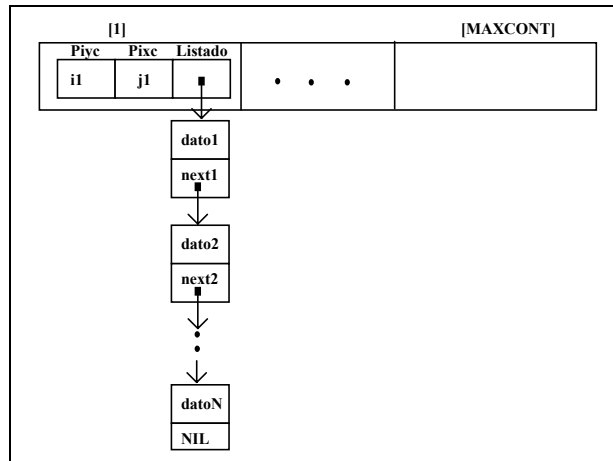 [1] [MAXCONT]
Piyc Pixc Listado
i1 j1
dato1
next1
dato2
next2
datoN
NIL